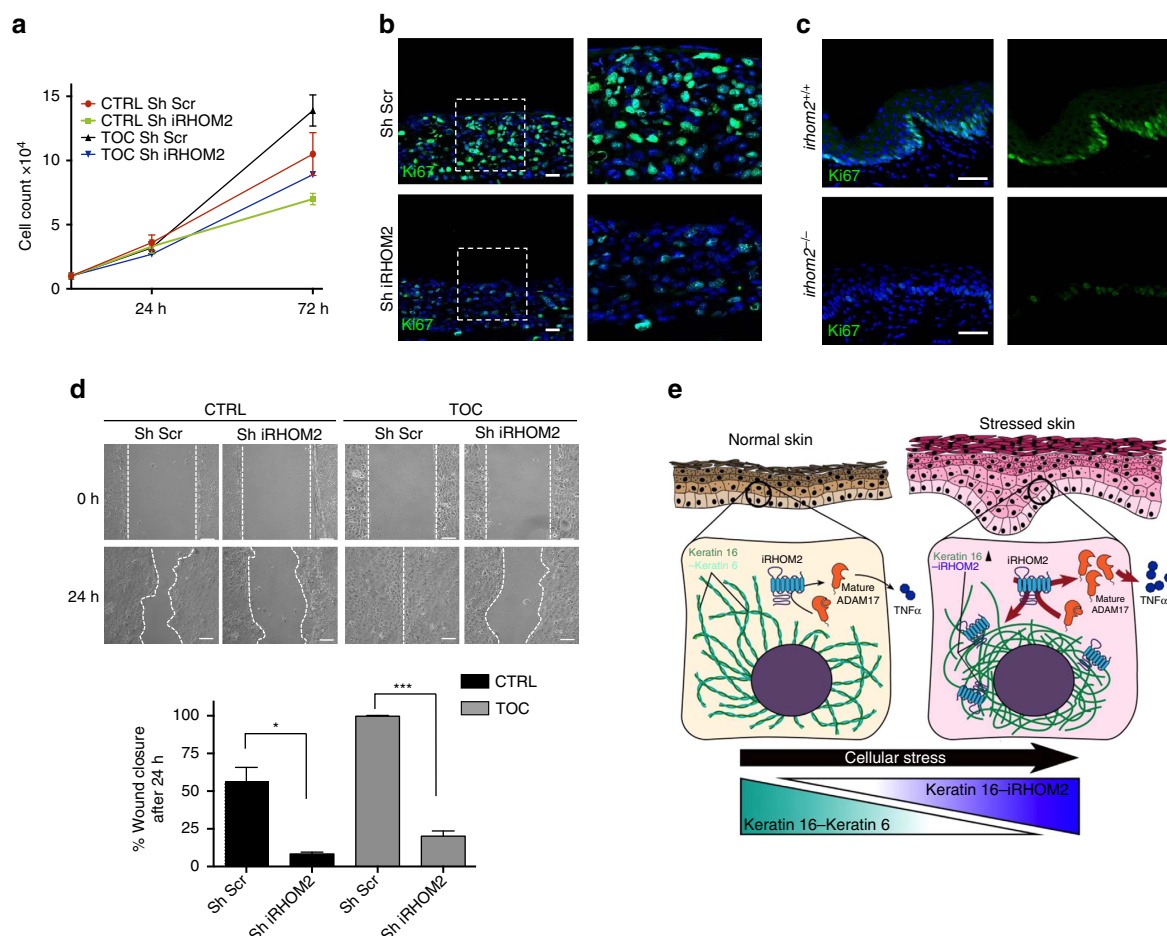 a
15
10
5
0
Cell count ×10⁴
CTRL Sh Scr
CTRL Sh iRHOM2
TOC Sh Scr
TOC Sh iRHOM2
24 h
72 h
b
Sh Scr
Ki67
Sh iRHOM2
Ki67
c
irhom2+/+
Ki67
irhom2−/−
Ki67
d
CTRL
TOC
Sh Scr
Sh iRHOM2
Sh Scr
Sh iRHOM2
0 h
24 h
CTRL
TOC
% Wound closure
after 24 h
100
75
50
25
0
*
***
Sh Scr
Sh iRHOM2
Sh Scr
Sh iRHOM2
e
Normal skin
Stressed skin
Keratin 16
–Keratin 6
iRHOM2
Mature
ADAM17
TNFα
Keratin 16
–iRHOM2
iRHOM2
Mature
ADAM17
TNFα
Cellular stress
Keratin 16–iRHOM2
Keratin 16–Keratin 6